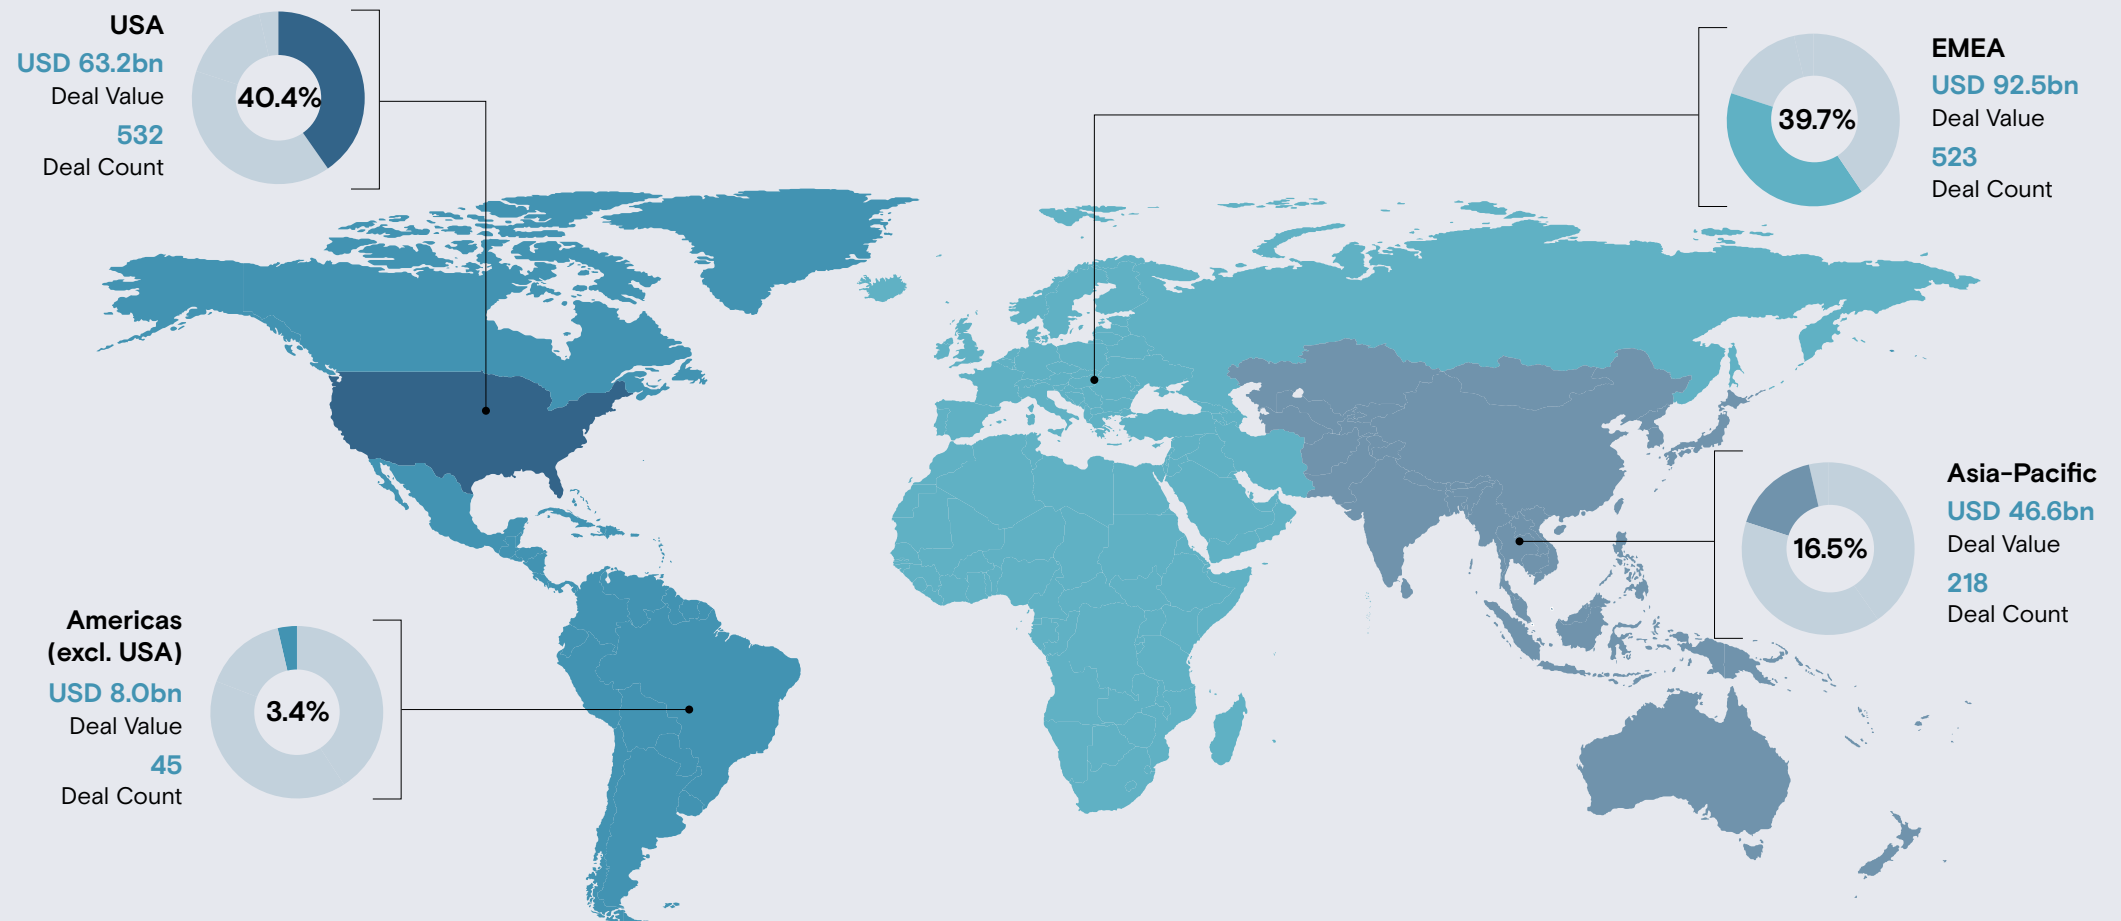 USA
USD 63.2bn
Deal Value
532
Deal Count
40.4%
EMEA
USD 92.5bn
Deal Value
523
Deal Count
39.7%
Asia-Pacific
USD 46.6bn
Deal Value
218
Deal Count
16.5%
Americas
(excl. USA)
USD 8.0bn
Deal Value
45
Deal Count
3.4%